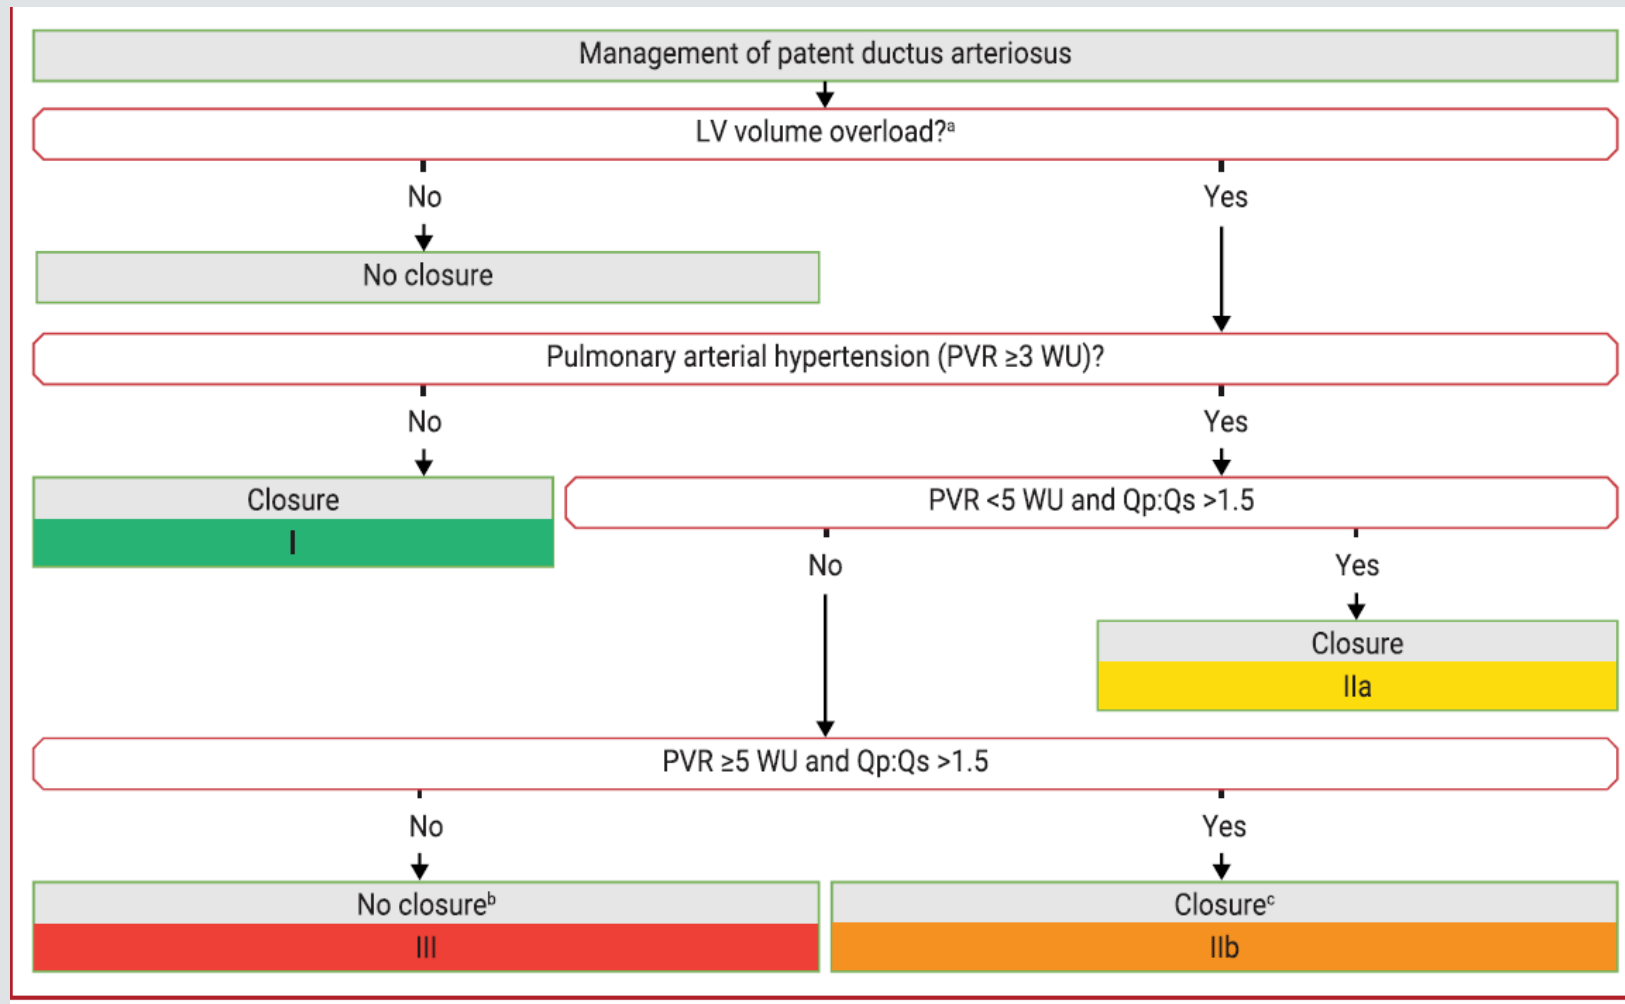 Management of patent ductus arteriosus
LV volume overload?ᵃ
No
Yes
No closure
Pulmonary arterial hypertension (PVR ≥3 WU)?
No
Yes
Closure
I
PVR <5 WU and Qp:Qs >1.5
No
Yes
Closure
IIa
PVR ≥5 WU and Qp:Qs >1.5
No
Yes
No closureᵇ
III
Closureᶜ
IIb